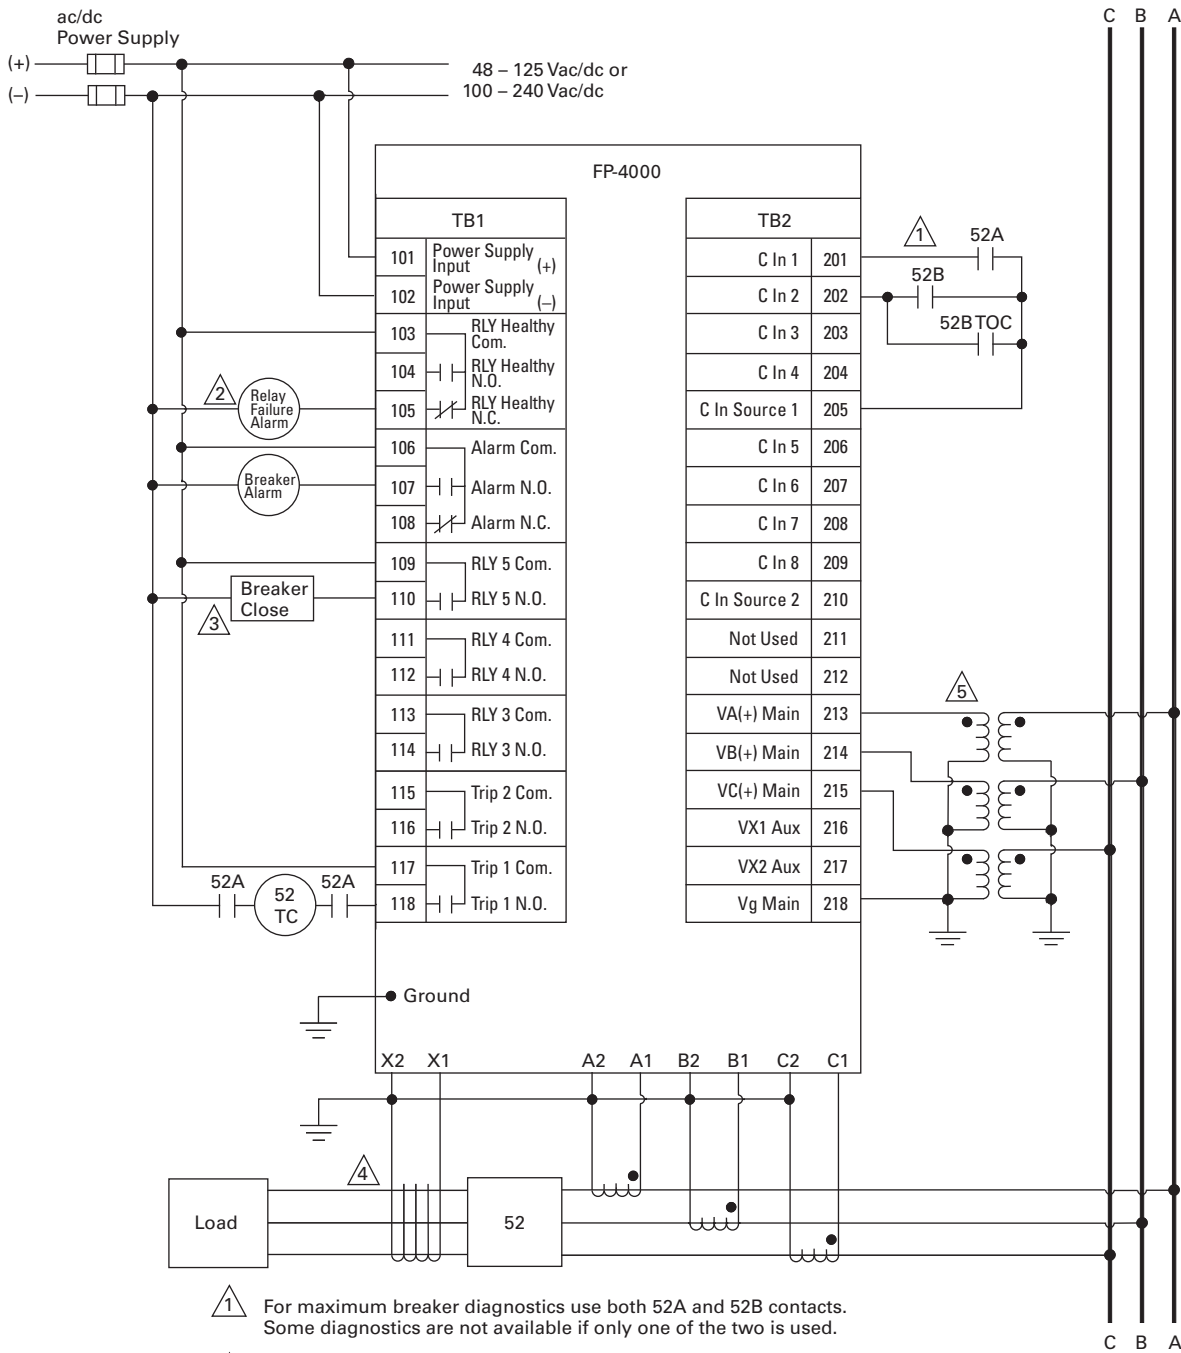 ac/dc
Power Supply
C B A
(+)
48 – 125 Vac/dc or
(–)
100 – 240 Vac/dc
FP-4000
TB1
TB2
101 Power Supply Input (+)
102 Power Supply Input (–)
103 RLY Healthy Com.
104 RLY Healthy N.O.
105 RLY Healthy N.C.
106 Alarm Com.
107 Alarm N.O.
108 Alarm N.C.
109 RLY 5 Com.
110 RLY 5 N.O.
111 RLY 4 Com.
112 RLY 4 N.O.
113 RLY 3 Com.
114 RLY 3 N.O.
115 Trip 2 Com.
116 Trip 2 N.O.
117 Trip 1 Com.
118 Trip 1 N.O.
2
Relay
Failure
Alarm
Breaker
Alarm
Breaker
Close
3
52A
52
TC
52A
C In 1 201
C In 2 202
C In 3 203
C In 4 204
C In Source 1 205
C In 5 206
C In 6 207
C In 7 208
C In 8 209
C In Source 2 210
Not Used 211
Not Used 212
VA(+) Main 213
VB(+) Main 214
VC(+) Main 215
VX1 Aux 216
VX2 Aux 217
Vg Main 218
1
52A
52B
52B TOC
5
Ground
X2 X1 A2 A1 B2 B1 C2 C1
4
Load
52
1 For maximum breaker diagnostics use both 52A and 52B contacts.
Some diagnostics are not available if only one of the two is used.
C B A